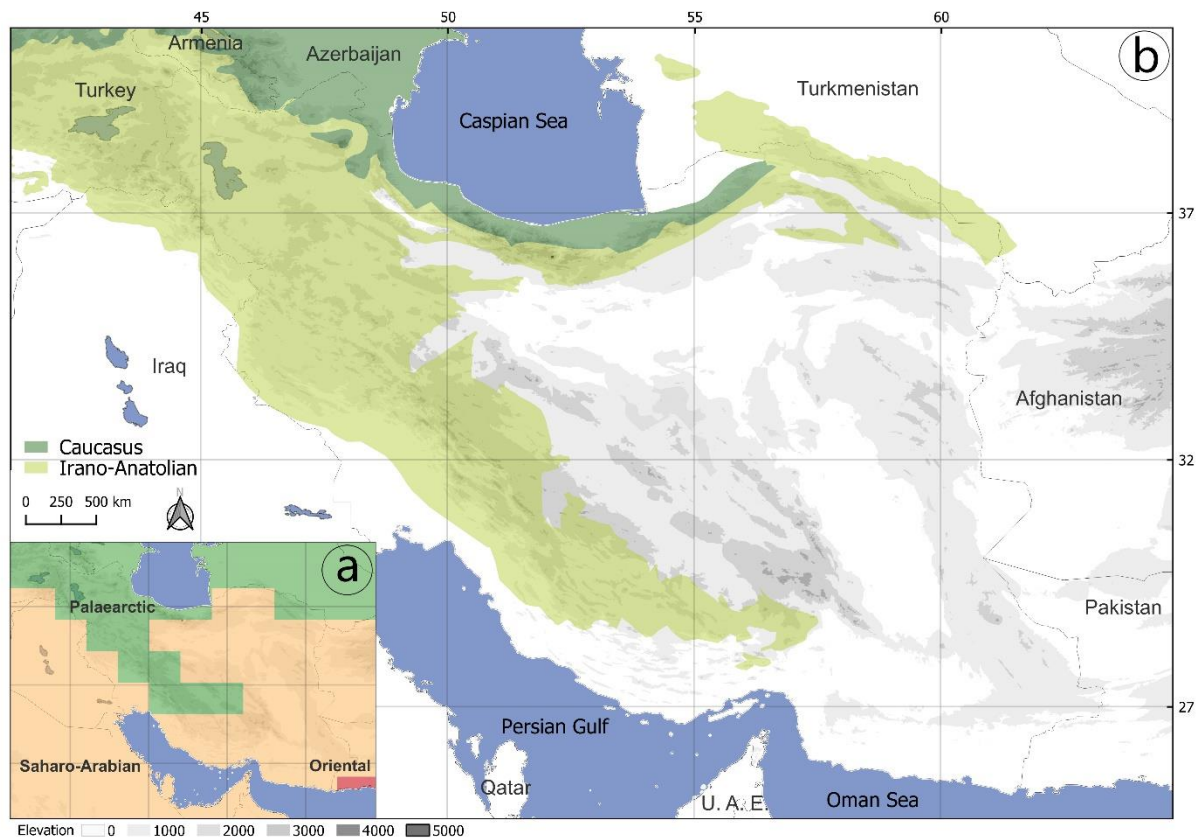 45 50 55 60
Armenia
Azerbaijan
b
Turkey
Turkmenistan
Caspian Sea
37
Iraq
Afghanistan
Caucasus
Irano-Anatolian
32
0 250 500 km
N
a
Palaearctic
Pakistan
27
Persian Gulf
Saharo-Arabian
Oriental
Qatar
U. A. E.
Oman Sea
Elevation 0 1000 2000 3000 4000 5000